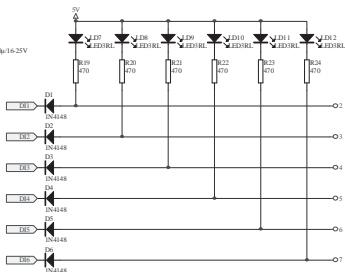 5V
LD7 LD8 LD9 LD10 LD11 LD12
LED3RL LED3RL LED3RL LED3RL LED3RL LED3RL
µ/16-25V
R19 R20 R21 R22 R23 R24
470 470 470 470 470 470
D1
DI1 2
IN4148
D2
DI2 3
IN4148
D3
DI3 4
IN4148
D4
DI4 5
IN4148
D5
DI5 6
IN4148
D6
DI6 7
IN4148